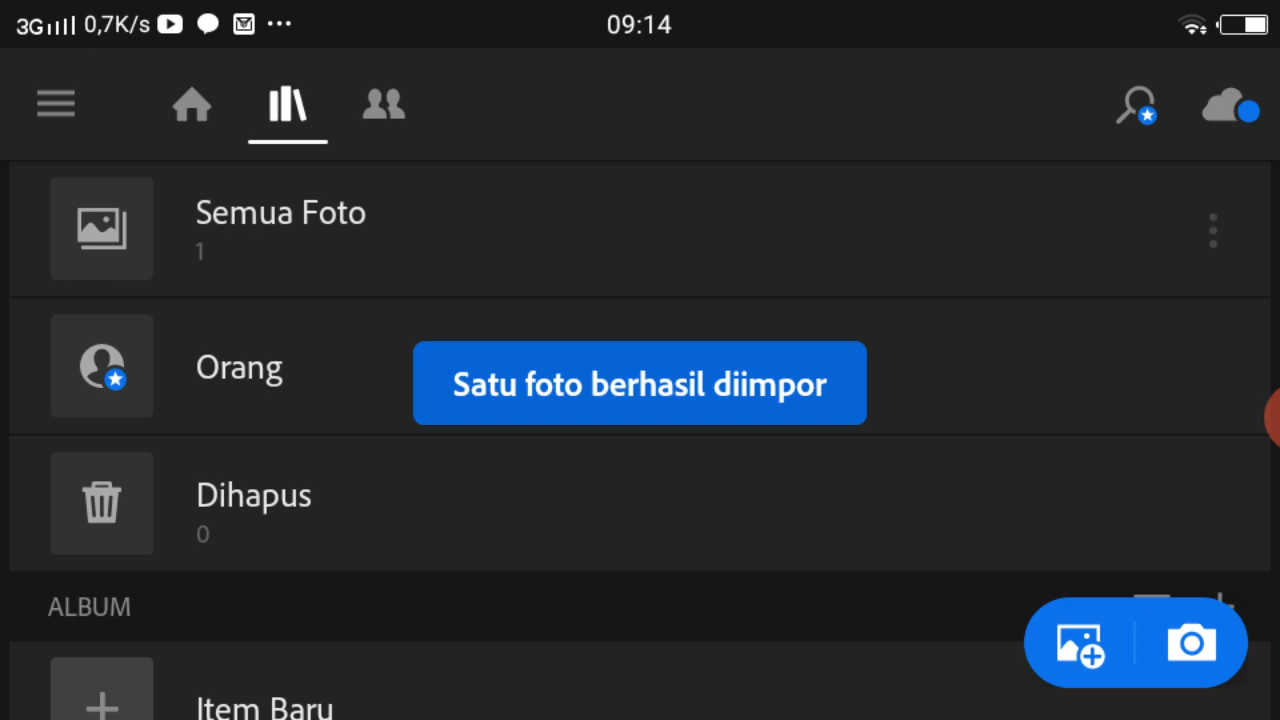 3G 0,7K/s ... 09:14
Semua Foto
1
Orang
Satu foto berhasil diimpor
Dihapus
0
ALBUM
Item Baru